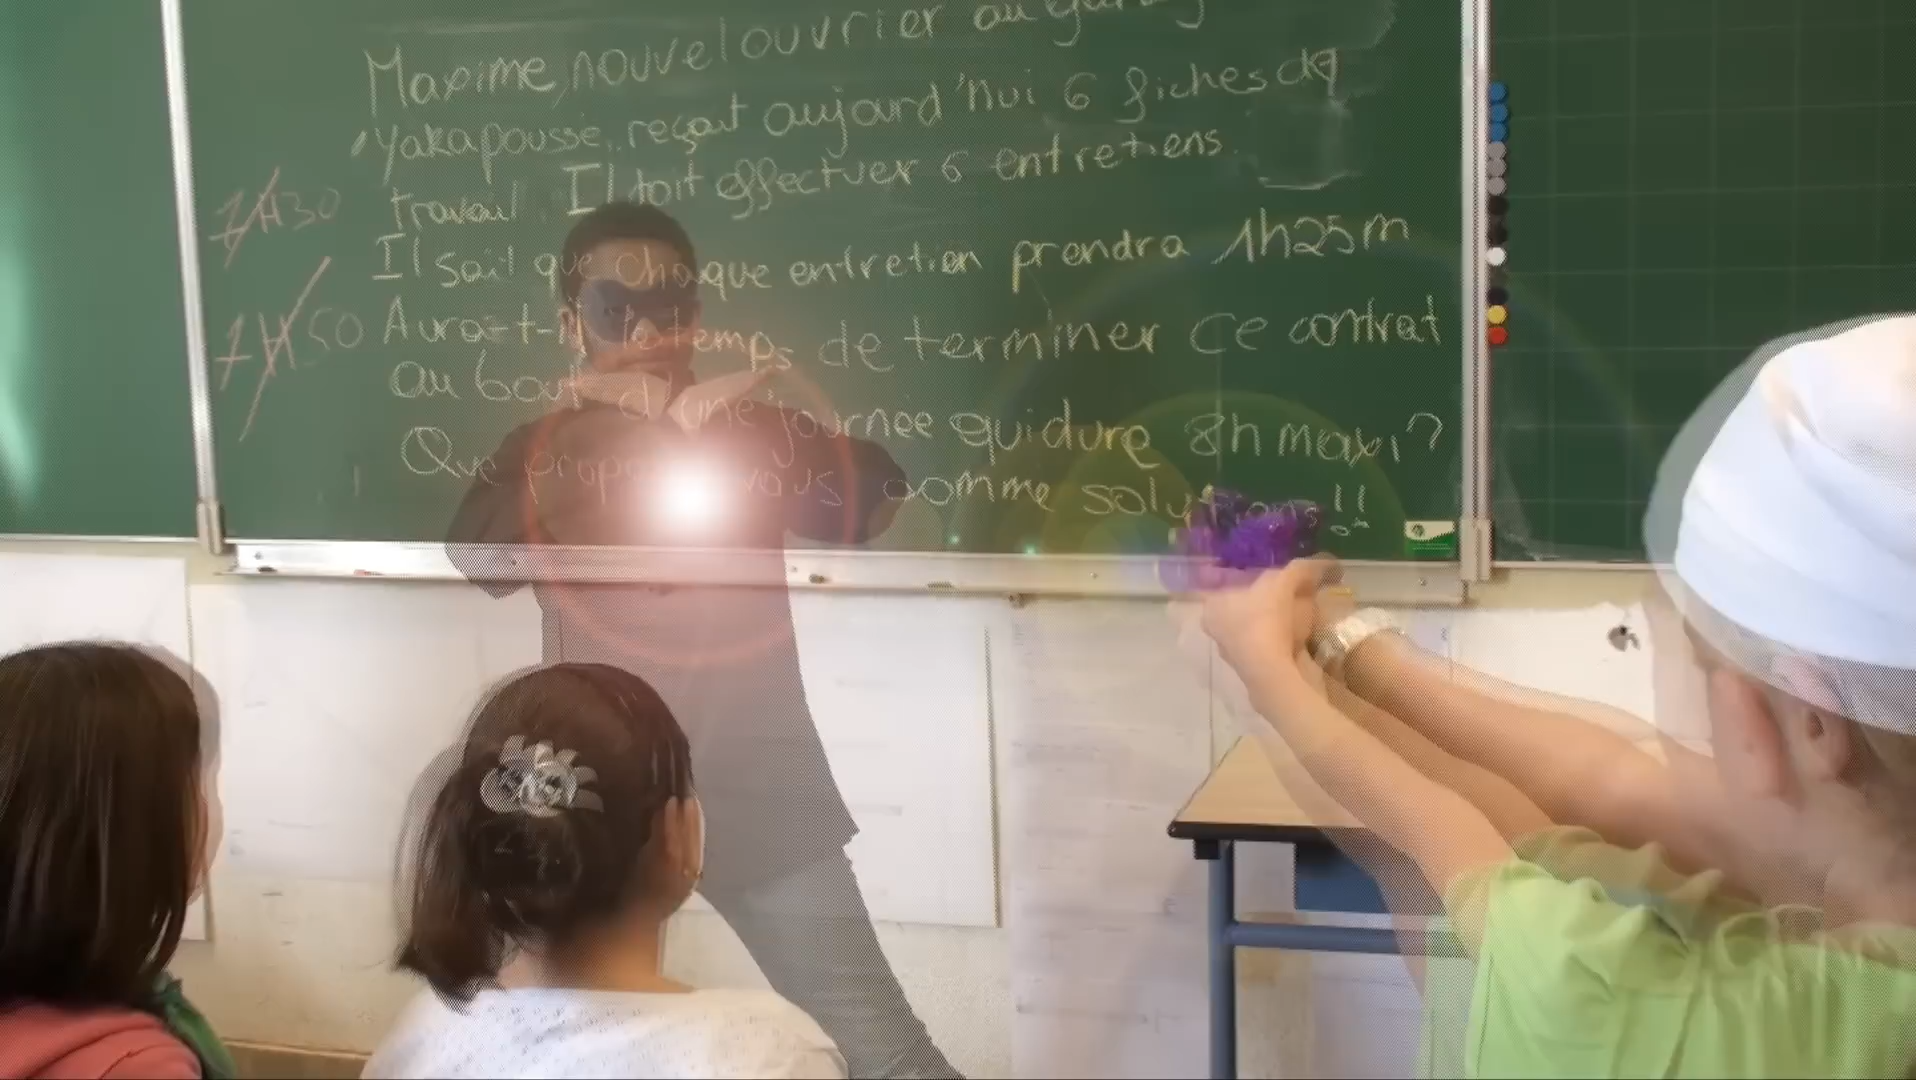 Maxime, nouvel ouvrier au
Yakapousse, reçoit aujourd'hui 6 fiches de
travail. Il doit effectuer 6 entretiens.
7H30
Il sait que chaque entretien prendra 1h25m
1H50
Aura-t-il le temps de terminer ce contrat
au bout d'une journée qui dure 8h maxi?
Que proposez vous comme solutions!!